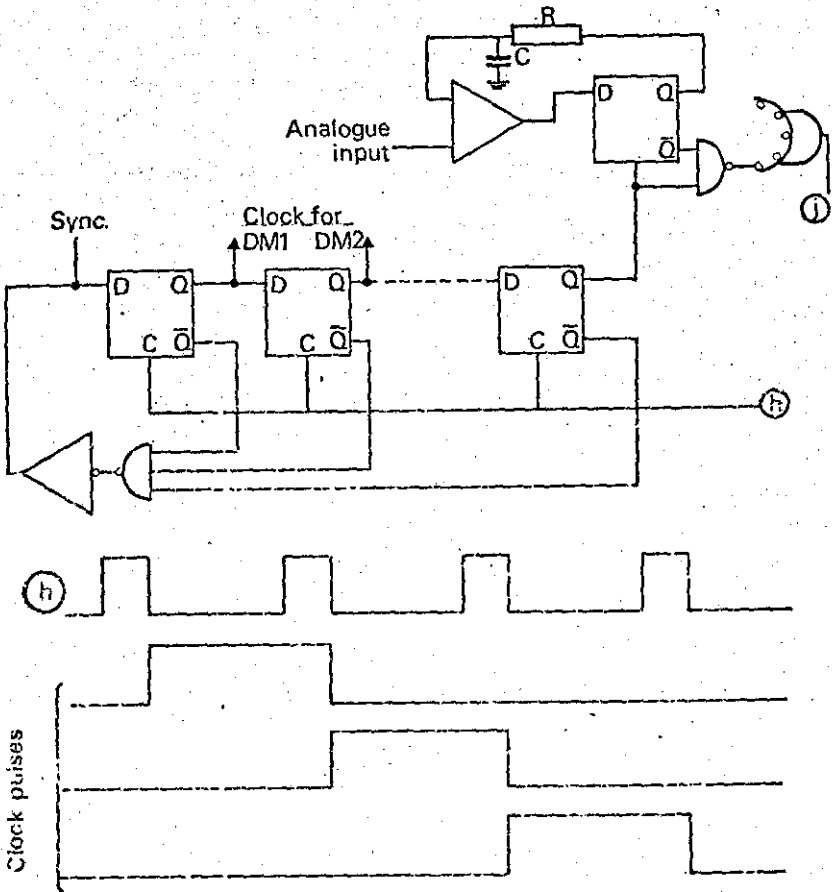 R
C
D Q
Analogue
input
Q̅
j
Sync.
Clock for
DM1 DM2
D Q
D Q
D Q
C Q̅
C Q̅
C Q̅
h
h
Clock pulses